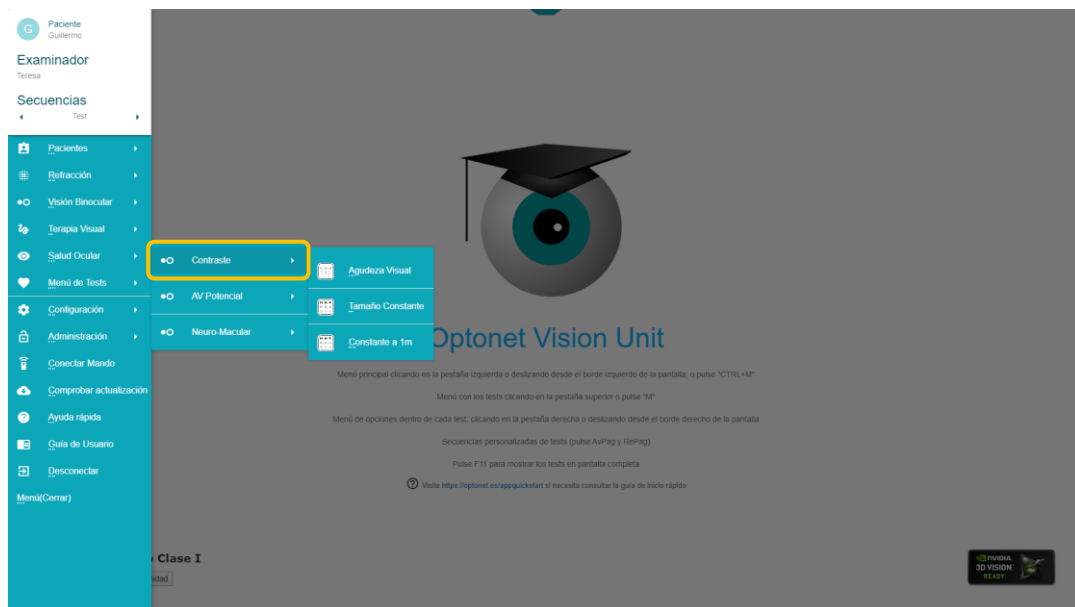 G
Paciente
Guillermo
Examinador
Teresa
Secuencias
Test
Pacientes
Refracción
Visión Binocular
Terapia Visual
Salud Ocular
Menú de Tests
Configuración
Administración
Conectar Mando
Comprobar actualización
Ayuda rápida
Guía de Usuario
Desconectar
Menú(Cerrar)
Contraste
AV Potencial
Neuro-Macular
Agudeza Visual
Tamaño Constante
Constante a 1m
Optonet Vision Unit
Menú principal clicando en la pestaña izquierda o deslizando desde el borde izquierdo de la pantalla; o pulse "CTRL+M"
Menú con los tests clicando en la pestaña superior o pulse "M"
Menú de opciones dentro de cada test, clicando en la pestaña derecha o deslizando desde el borde derecho de la pantalla
Secuencias personalizadas de tests (pulse AvPag y RePag)
Pulse F11 para mostrar los tests en pantalla completa
Visite https://optonet.es/appquickstart si necesita consultar la guía de inicio rápido
Clase I
NVIDIA
3D VISION
READY